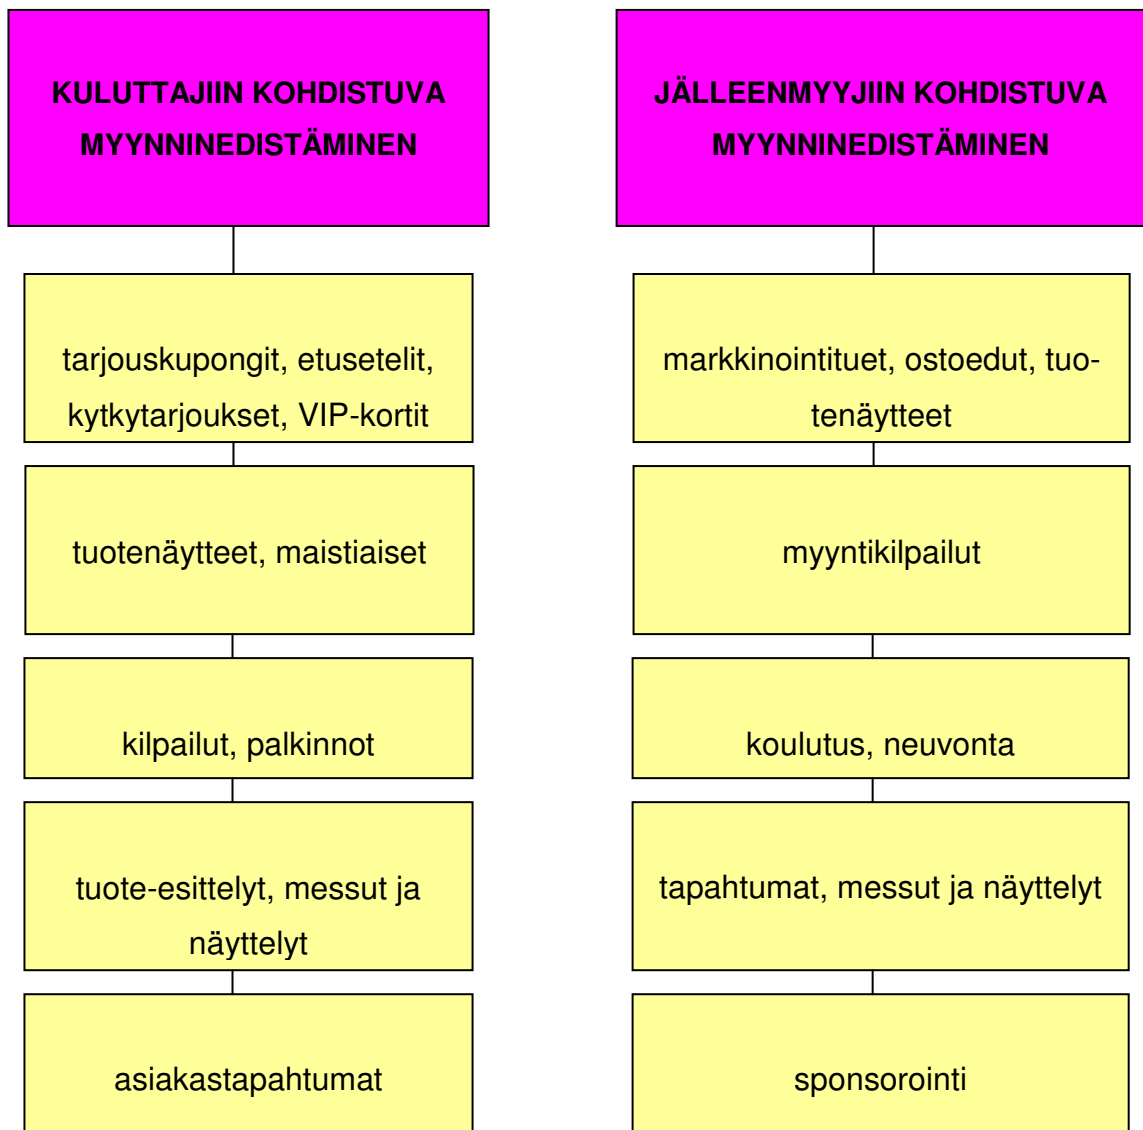 KULUTTAJIIN KOHDISTUVA
MYYNNINEDISTÄMINEN
tarjouskupongit, etusetelit,
kytkytarjoukset, VIP-kortit
tuotenäytteet, maistiaiset
kilpailut, palkinnot
tuote-esittelyt, messut ja
näyttelyt
asiakastapahtumat
JÄLLEENMYYJIIN KOHDISTUVA
MYYNNINEDISTÄMINEN
markkinointituet, ostoedut, tuo-
tenäytteet
myyntikilpailut
koulutus, neuvonta
tapahtumat, messut ja näyttelyt
sponsorointi